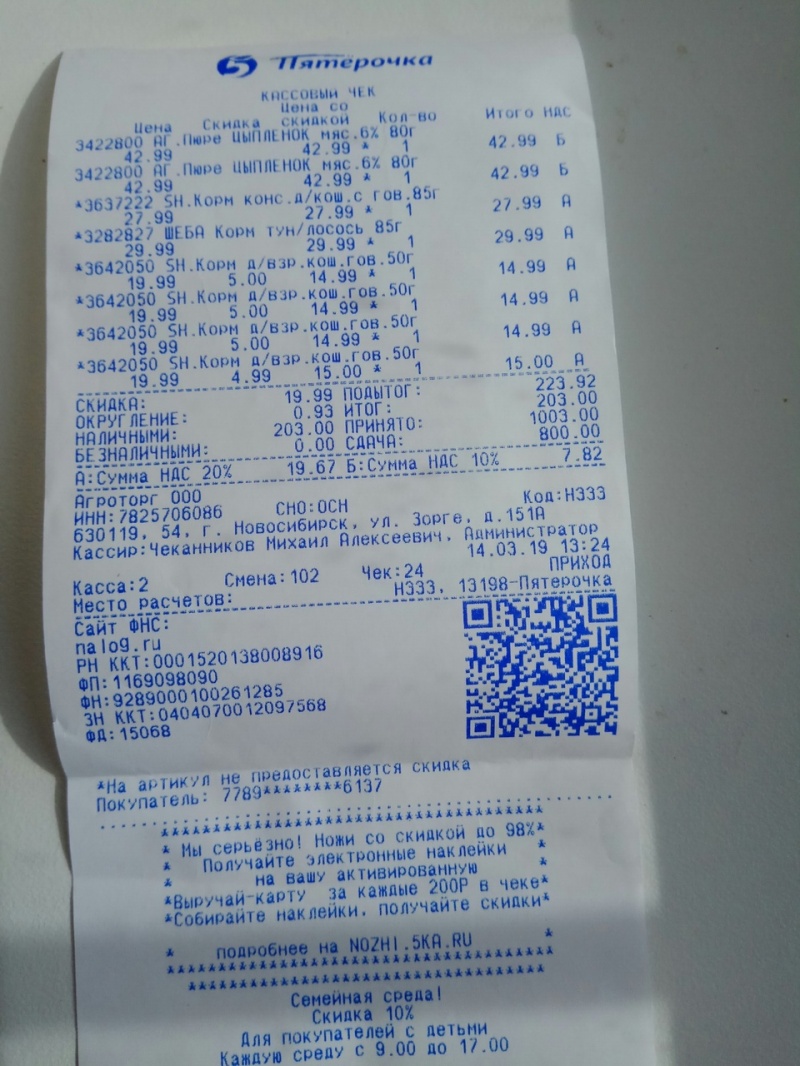 5 Пятёрочка
КАССОВЫЙ ЧЕК
Цена со
Цена Скидка скидкой Кол-во Итого НДС
3422800 АГ.Пюре ЦЫПЛЕНОК мяс.6% 80г
42.99 42.99 * 1 42.99 Б
3422800 АГ.Пюре ЦЫПЛЕНОК мяс.6% 80г
42.99 42.99 * 1 42.99 Б
*3637222 SH.Корм конс.д/кош.с гов.85г
27.99 27.99 * 1 27.99 А
*3282827 ШЕБА Корм тун/лосось 85г
29.99 29.99 * 1 29.99 А
*3642050 SH.Корм д/взр.кош.гов.50г
19.99 5.00 14.99 * 1 14.99 А
*3642050 SH.Корм д/взр.кош.гов.50г
19.99 5.00 14.99 * 1 14.99 А
*3642050 SH.Корм д/взр.кош.гов.50г
19.99 5.00 14.99 * 1 14.99 А
*3642050 SH.Корм д/взр.кош.гов.50г
19.99 4.99 15.00 * 1 15.00 А
СКИДКА: 19.99 ПОДЫТОГ: 223.92
ОКРУГЛЕНИЕ: 0.93 ИТОГ: 203.00
НАЛИЧНЫМИ: 203.00 ПРИНЯТО: 1003.00
БЕЗНАЛИЧНЫМИ: 0.00 СДАЧА: 800.00
А:Сумма НДС 20% 19.67 Б:Сумма НДС 10% 7.82
Агроторг ООО
ИНН:7825706086 СНО:ОСН Код:Н333
630119, 54, г. Новосибирск, ул. Зорге, д.151А
Кассир:Чеканников Михаил Алексеевич, Администратор
14.03.19 13:24
Касса:2 Смена:102 Чек:24 ПРИХОД
Место расчетов: Н333, 13198-Пятерочка
Сайт ФНС:
nalog.ru
РН ККТ:0001520138008916
ФП:1169098090
ФН:9289000100261285
ЗН ККТ:0404070012097568
ФД:15068
*На артикул не предоставляется скидка
Покупатель: 7789********6137
* Мы серьёзно! Ножи со скидкой до 98%*
* Получайте электронные наклейки *
* на вашу активированную *
*Выручай-карту за каждые 200Р в чеке*
*Собирайте наклейки, получайте скидки*
* подробнее на NOZHI.5KA.RU *
Семейная среда!
Скидка 10%
Для покупателей с детьми
Каждую среду с 9.00 до 17.00